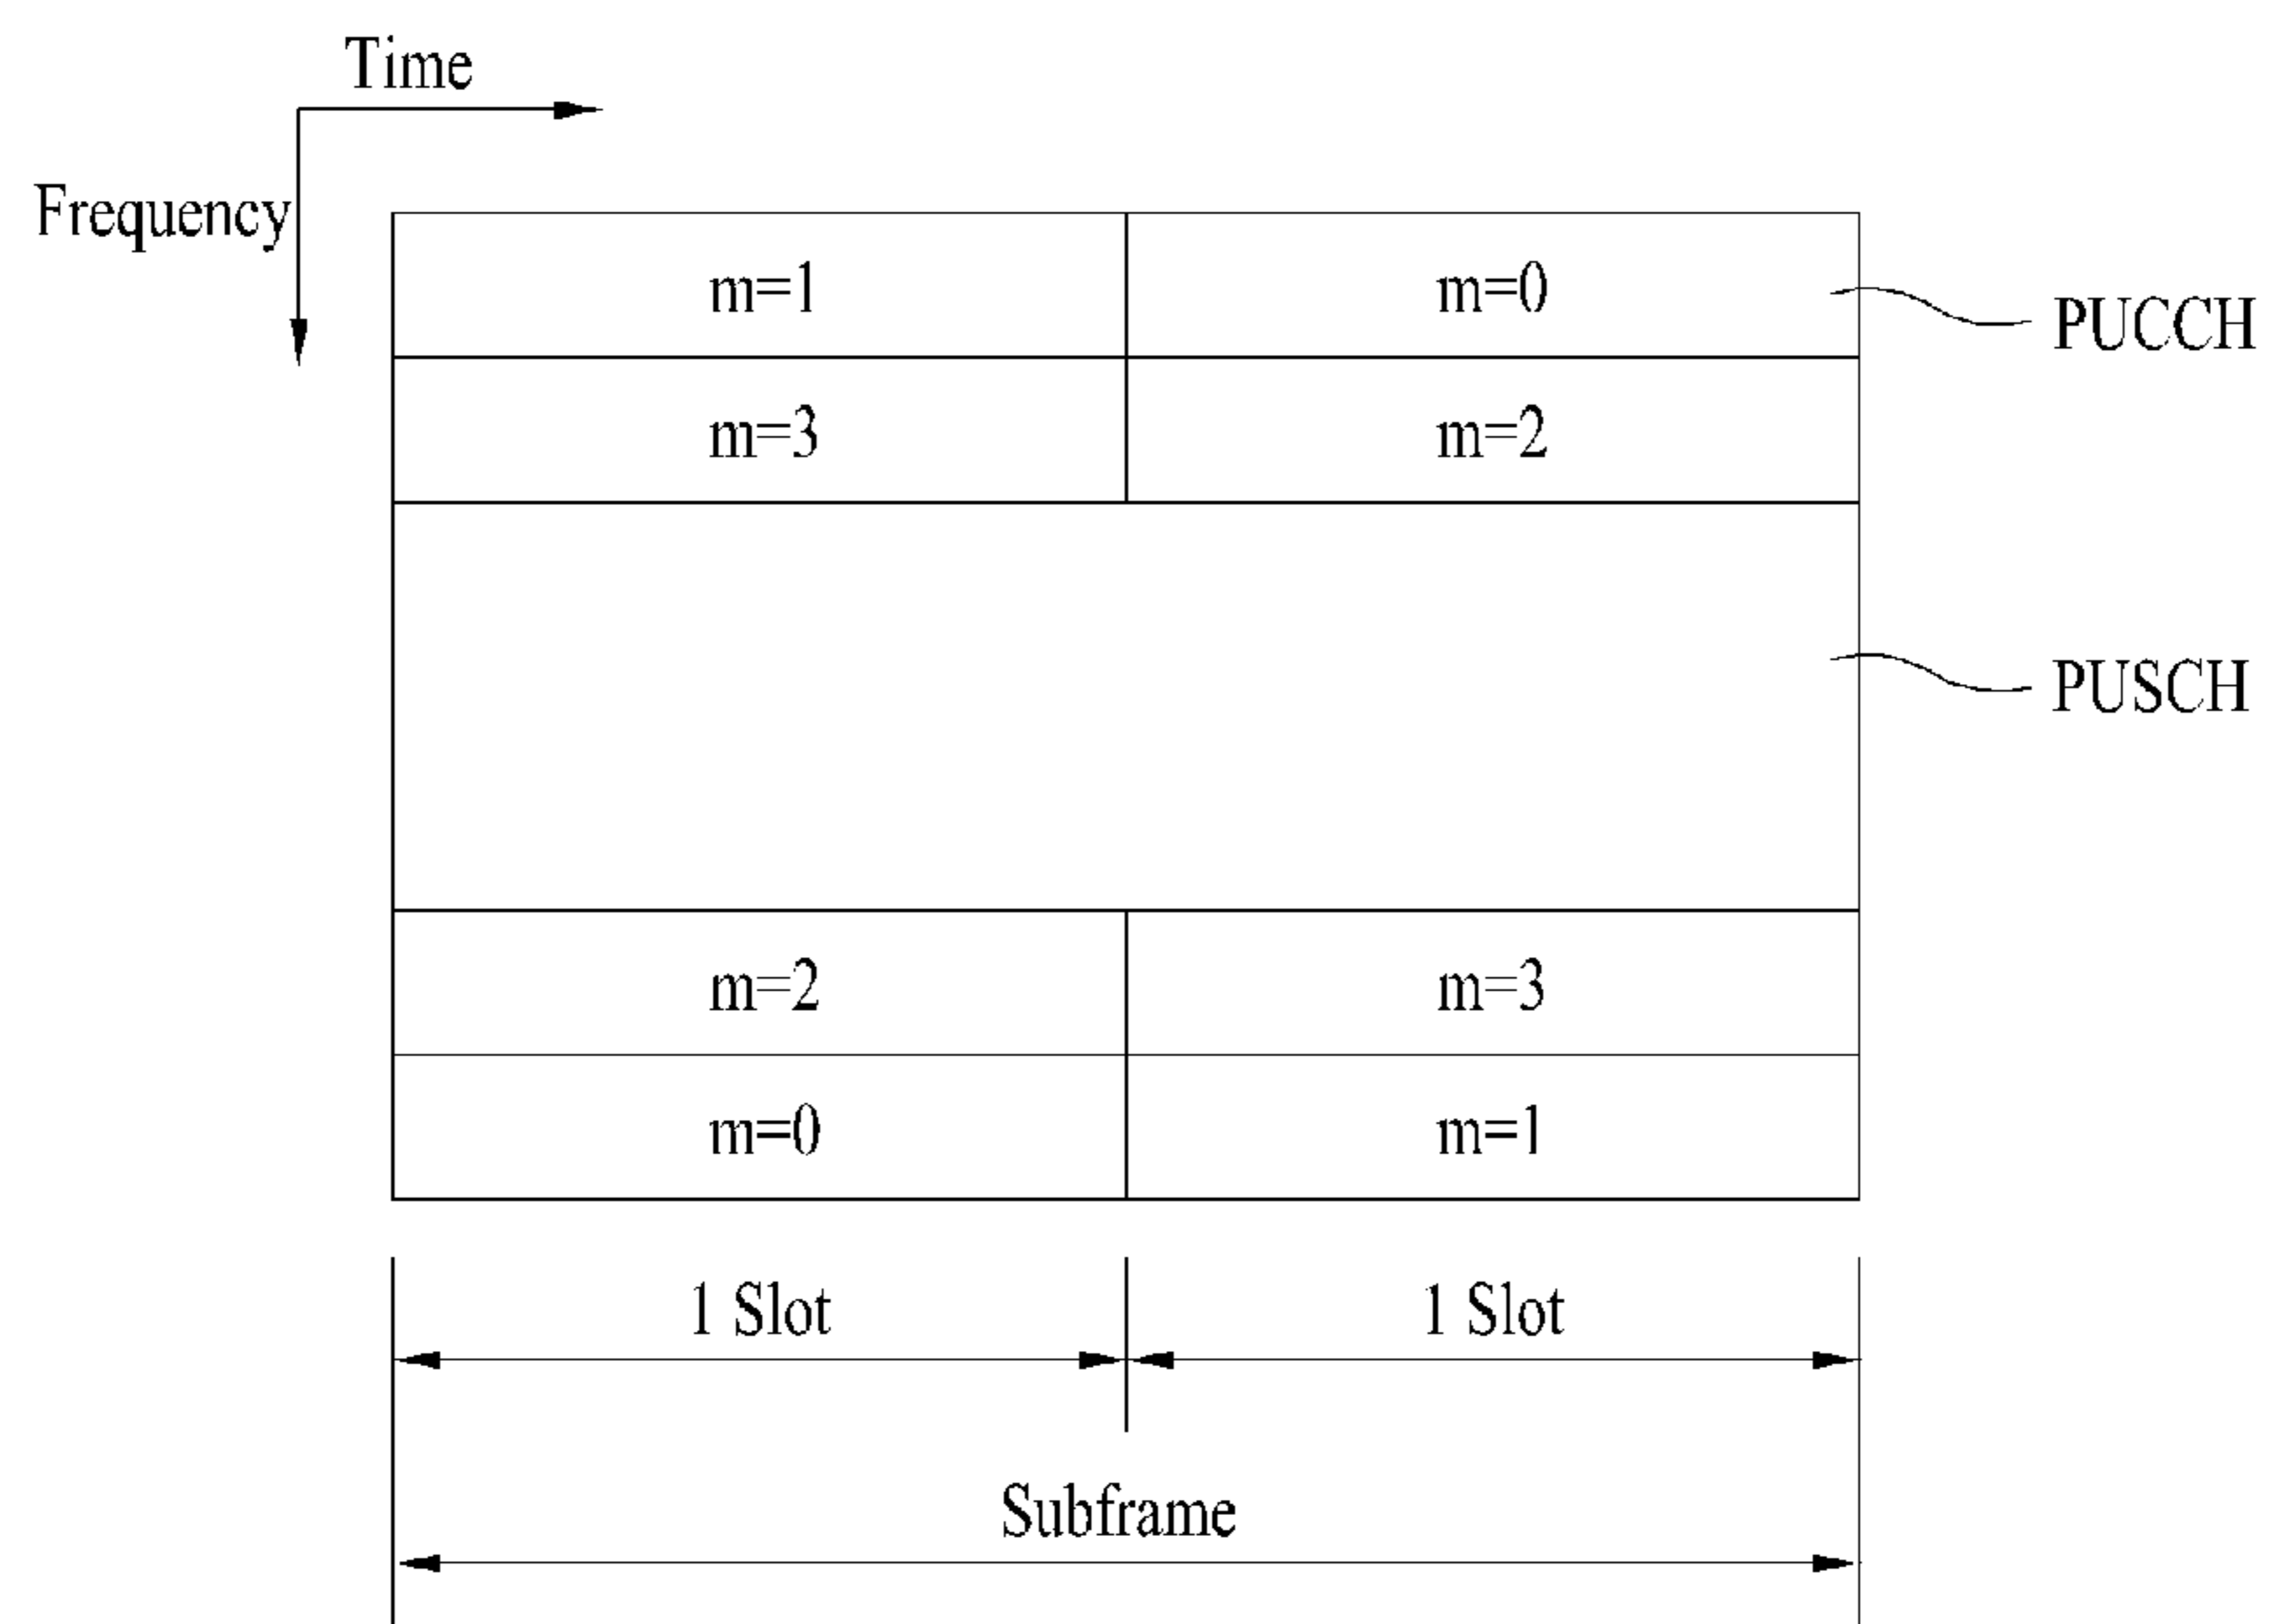 Time
Frequency
m=1 m=0
PUCCH
m=3 m=2
PUSCH
m=2 m=3
m=0 m=1
1 Slot 1 Slot
Subframe